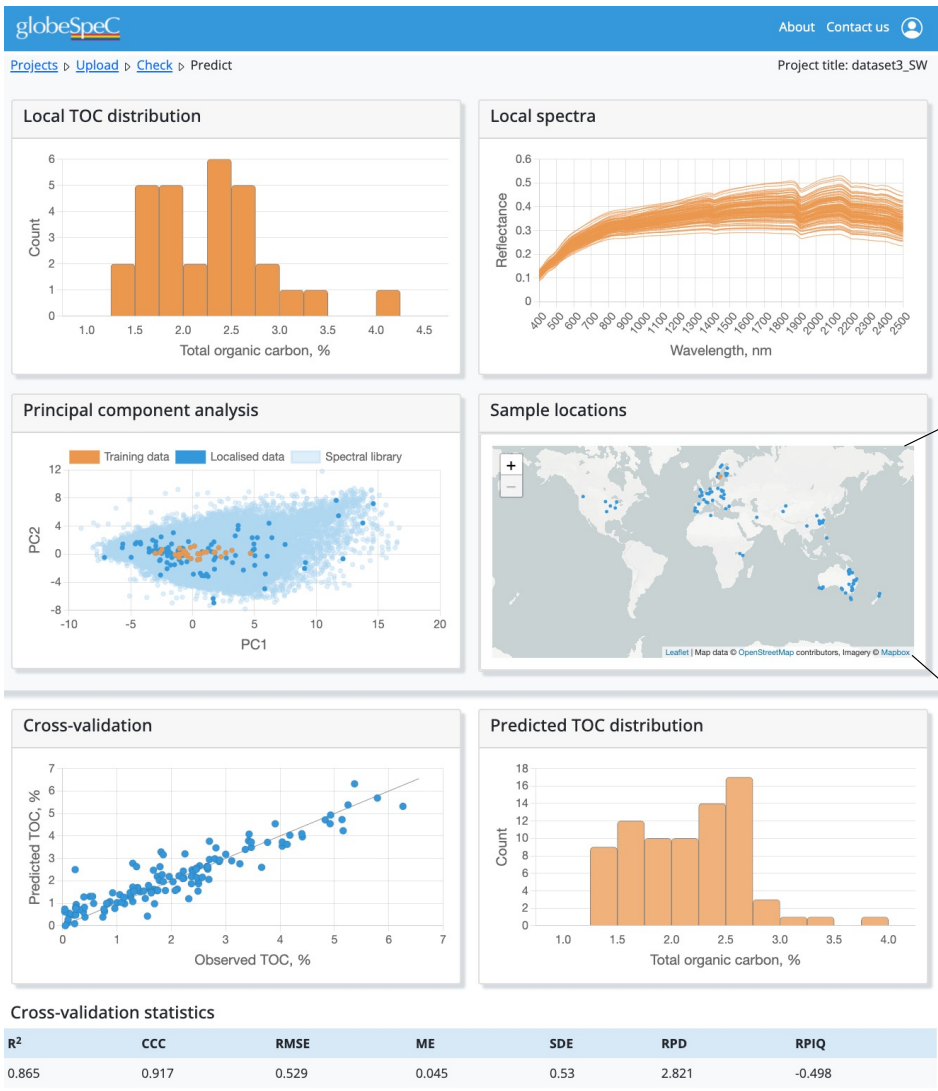 globeSpeC
About Contact us
Projects ▷ Upload ▷ Check ▷ Predict
Project title: dataset3_SW
Local TOC distribution
6
5
4
3
2
1
0
Count
1.0 1.5 2.0 2.5 3.0 3.5 4.0 4.5
Total organic carbon, %
Local spectra
0.6
0.5
0.4
0.3
0.2
0.1
0
Reflectance
400 500 600 700 800 900 1000 1100 1200 1300 1400 1500 1600 1700 1800 1900 2000 2100 2200 2300 2400 2500
Wavelength, nm
Principal component analysis
Training data Localised data Spectral library
12
8
4
0
-4
-8
PC2
-10 -5 0 5 10 15 20
PC1
Sample locations
+
−
Leaflet | Map data © OpenStreetMap contributors, Imagery © Mapbox
Cross-validation
7
6
5
4
3
2
1
0
Predicted TOC, %
0 1 2 3 4 5 6 7
Observed TOC, %
Predicted TOC distribution
18
16
14
12
10
8
6
4
2
0
Count
1.0 1.5 2.0 2.5 3.0 3.5 4.0
Total organic carbon, %
Cross-validation statistics
R² CCC RMSE ME SDE RPD RPIQ
0.865 0.917 0.529 0.045 0.53 2.821 -0.498